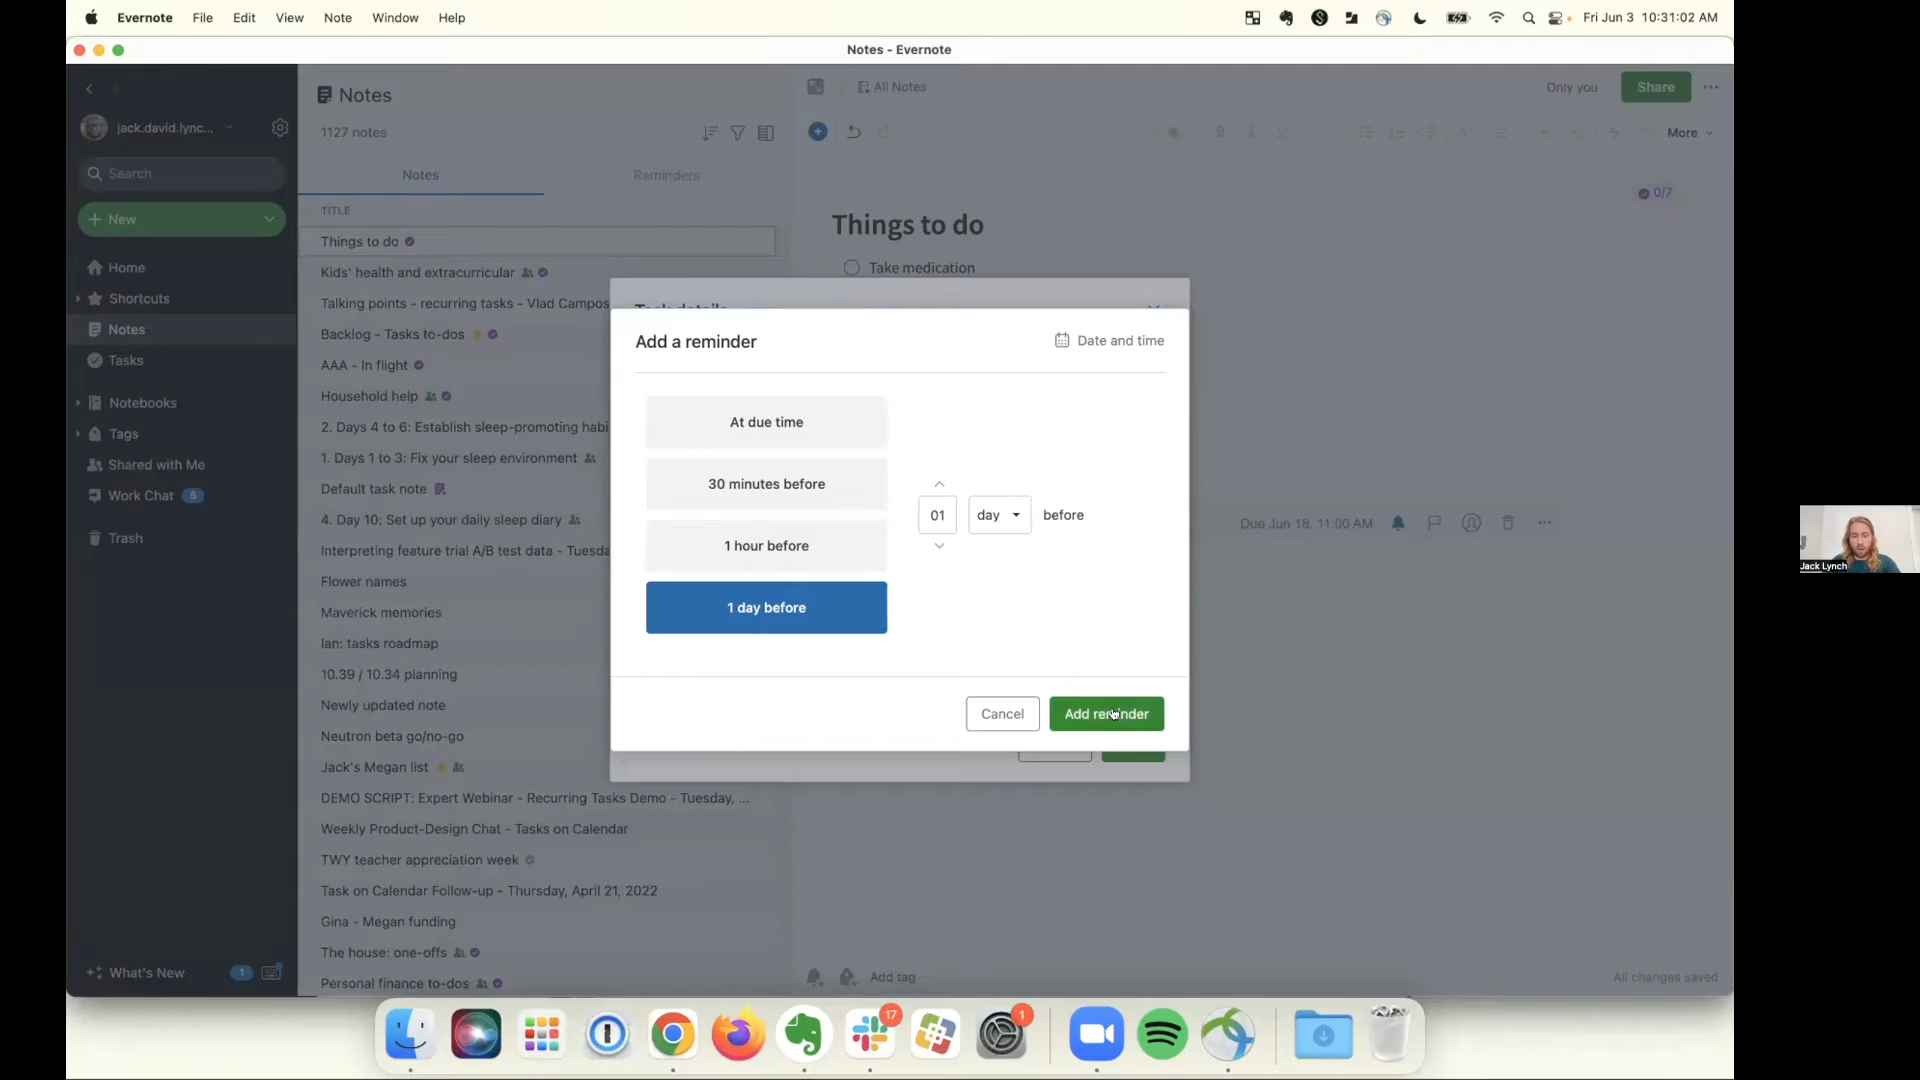 Evernote File Edit View Note Window Help
Fri Jun 3 10:31:02 AM
Notes - Evernote
jack.david.lync...
Search
New
Home
Shortcuts
Notes
Tasks
Notebooks
Tags
Shared with Me
Work Chat 6
Trash
What's New 1
Notes
1127 notes
Notes Reminders
TITLE
Things to do
Kids' health and extracurricular
Talking points - recurring tasks - Vlad Campos
Backlog - Tasks to-dos
AAA - In flight
Household help
2. Days 4 to 6: Establish sleep-promoting habi
1. Days 1 to 3: Fix your sleep environment
Default task note
4. Day 10: Set up your daily sleep diary
Interpreting feature trial A/B test data - Tuesda
Flower names
Maverick memories
Ian: tasks roadmap
10.39 / 10.34 planning
Newly updated note
Neutron beta go/no-go
Jack's Megan list
DEMO SCRIPT: Expert Webinar - Recurring Tasks Demo - Tuesday, ...
Weekly Product-Design Chat - Tasks on Calendar
TWY teacher appreciation week
Task on Calendar Follow-up - Thursday, April 21, 2022
Gina - Megan funding
The house: one-offs
Personal finance to-dos
All Notes
Only you
Share
More
0/7
Things to do
Take medication
Task details
Add a reminder
Date and time
At due time
30 minutes before
1 hour before
1 day before
01 day before
Cancel
Add reminder
Due Jun 18, 11:00 AM
Add tag
All changes saved
17
1
Jack Lynch